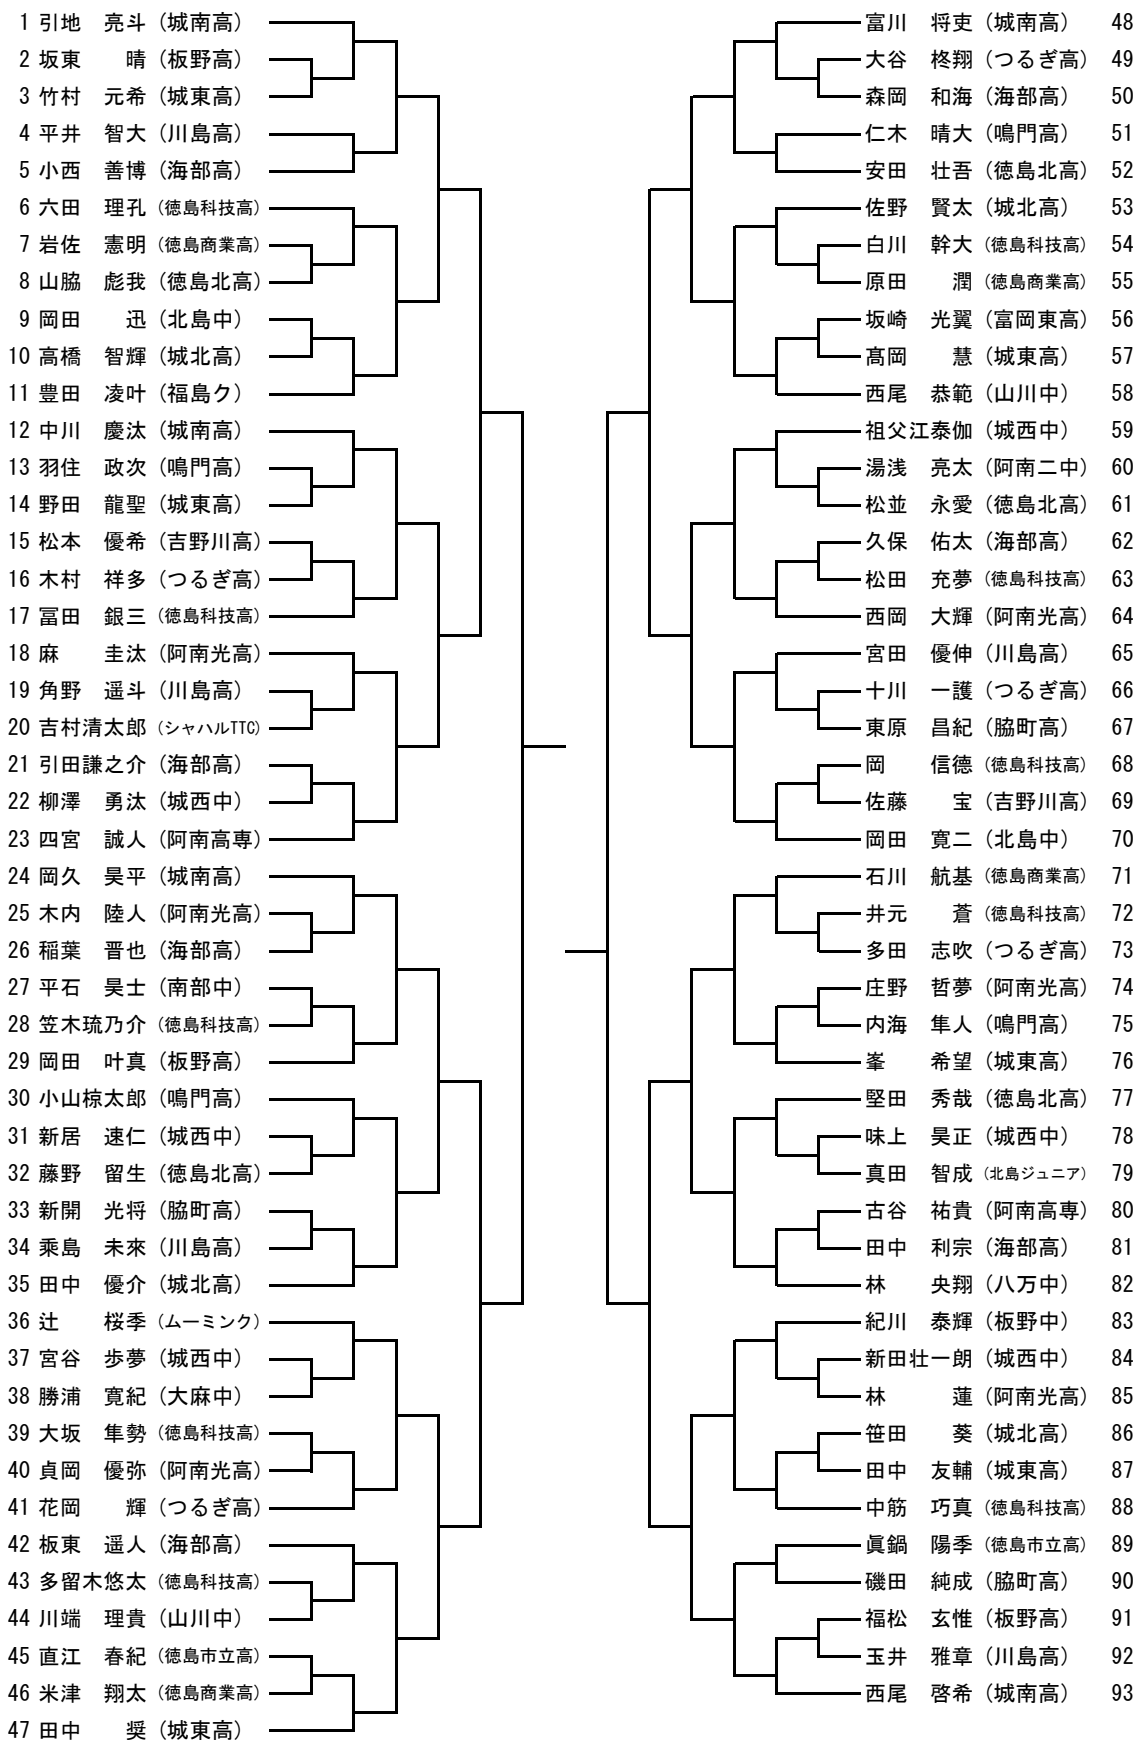 1 引地　亮斗（城南高）
2 坂東　　晴（板野高）
3 竹村　元希（城東高）
4 平井　智大（川島高）
5 小西　善博（海部高）
6 六田　理孔（徳島科技高）
7 岩佐　憲明（徳島商業高）
8 山脇　彪我（徳島北高）
9 岡田　　迅（北島中）
10 高橋　智輝（城北高）
11 豊田　凌叶（福島ク）
12 中川　慶汰（城南高）
13 羽住　政次（鳴門高）
14 野田　龍聖（城東高）
15 松本　優希（吉野川高）
16 木村　祥多（つるぎ高）
17 冨田　銀三（徳島科技高）
18 麻　　圭汰（阿南光高）
19 角野　遥斗（川島高）
20 吉村清太郎（シャハルTTC）
21 引田謙之介（海部高）
22 柳澤　勇汰（城西中）
23 四宮　誠人（阿南高専）
24 岡久　昊平（城南高）
25 木内　陸人（阿南光高）
26 稲葉　晋也（海部高）
27 平石　昊士（南部中）
28 笠木琉乃介（徳島科技高）
29 岡田　叶真（板野高）
30 小山椋太郎（鳴門高）
31 新居　速仁（城西中）
32 藤野　留生（徳島北高）
33 新開　光将（脇町高）
34 乘島　未來（川島高）
35 田中　優介（城北高）
36 辻　　桜季（ムーミンク）
37 宮谷　歩夢（城西中）
38 勝浦　寛紀（大麻中）
39 大坂　隼勢（徳島科技高）
40 貞岡　優弥（阿南光高）
41 花岡　　輝（つるぎ高）
42 板東　遥人（海部高）
43 多留木悠太（徳島科技高）
44 川端　理貴（山川中）
45 直江　春紀（徳島市立高）
46 米津　翔太（徳島商業高）
47 田中　　奨（城東高）
富川　将吏（城南高） 48
大谷　柊翔（つるぎ高） 49
森岡　和海（海部高） 50
仁木　晴大（鳴門高） 51
安田　壮吾（徳島北高） 52
佐野　賢太（城北高） 53
白川　幹大（徳島科技高） 54
原田　　潤（徳島商業高） 55
坂崎　光翼（富岡東高） 56
髙岡　　慧（城東高） 57
西尾　恭範（山川中） 58
祖父江泰伽（城西中） 59
湯浅　亮太（阿南二中） 60
松並　永愛（徳島北高） 61
久保　佑太（海部高） 62
松田　充夢（徳島科技高） 63
西岡　大輝（阿南光高） 64
宮田　優伸（川島高） 65
十川　一護（つるぎ高） 66
東原　昌紀（脇町高） 67
岡　　信德（徳島科技高） 68
佐藤　　宝（吉野川高） 69
岡田　寛二（北島中） 70
石川　航基（徳島商業高） 71
井元　　蒼（徳島科技高） 72
多田　志吹（つるぎ高） 73
庄野　哲夢（阿南光高） 74
内海　隼人（鳴門高） 75
峯　　希望（城東高） 76
堅田　秀哉（徳島北高） 77
味上　昊正（城西中） 78
真田　智成（北島ジュニア） 79
古谷　祐貴（阿南高専） 80
田中　利宗（海部高） 81
林　　央翔（八万中） 82
紀川　泰輝（板野中） 83
新田壮一朗（城西中） 84
林　　　蓮（阿南光高） 85
笹田　　葵（城北高） 86
田中　友輔（城東高） 87
中筋　巧真（徳島科技高） 88
眞鍋　陽季（徳島市立高） 89
磯田　純成（脇町高） 90
福松　玄惟（板野高） 91
玉井　雅章（川島高） 92
西尾　啓希（城南高） 93